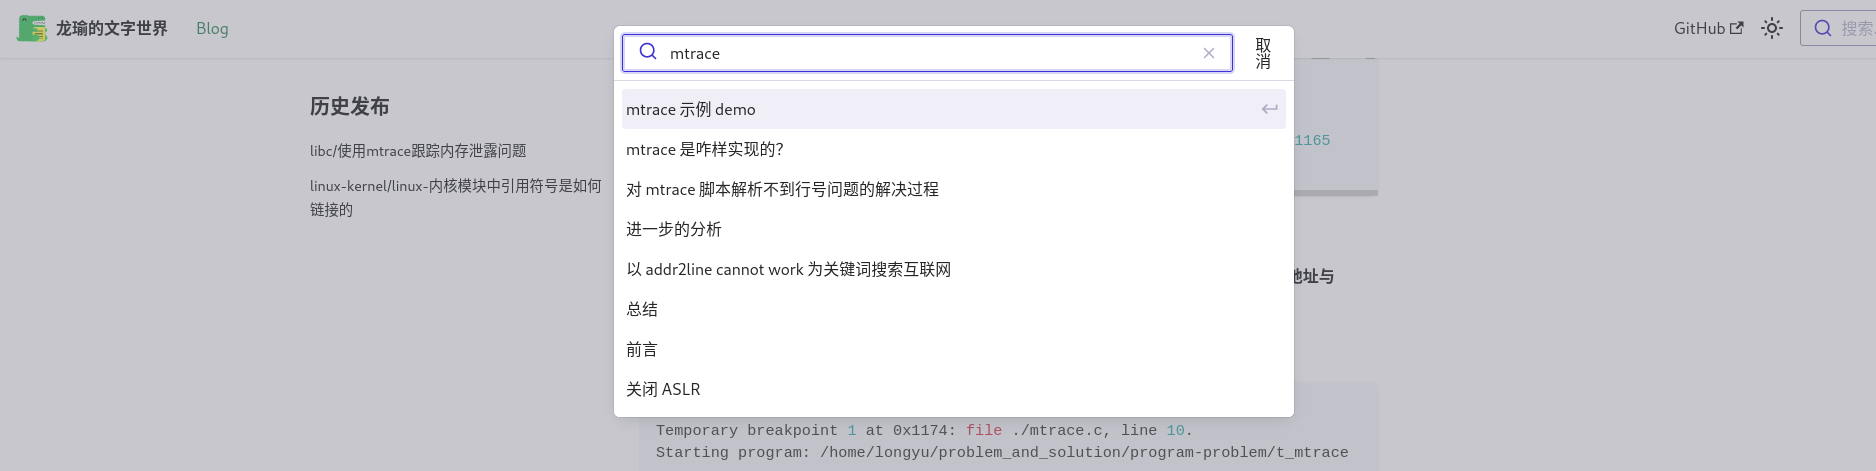 龙瑜的文字世界
Blog
GitHub
搜索
mtrace
取
消
历史发布
libc/使用mtrace跟踪内存泄露问题
linux-kernel/linux-内核模块中引用符号是如何
链接的
mtrace 示例 demo
mtrace 是咋样实现的？
对 mtrace 脚本解析不到行号问题的解决过程
进一步的分析
以 addr2line cannot work 为关键词搜索互联网
总结
前言
关闭 ASLR
1165
地址与
Temporary breakpoint 1 at 0x1174: file ./mtrace.c, line 10.
Starting program: /home/longyu/problem_and_solution/program-problem/t_mtrace